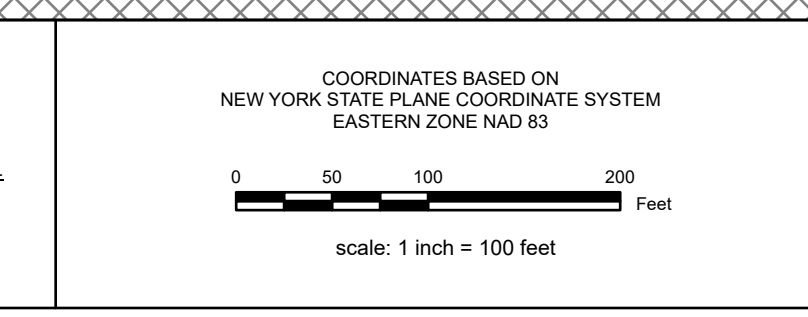 COORDINATES BASED ON
NEW YORK STATE PLANE COORDINATE SYSTEM
EASTERN ZONE NAD 83
0 50 100 200
Feet
scale: 1 inch = 100 feet